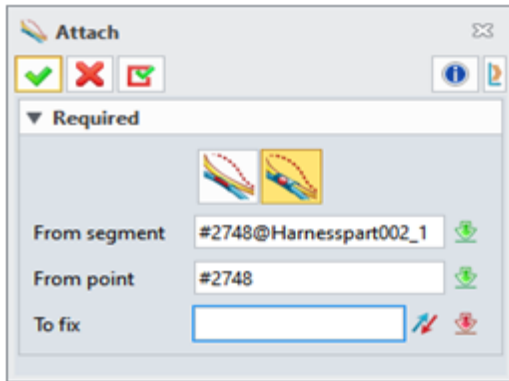 Attach
Required
From segment #2748@Harnesspart002_1
From point #2748
To fix